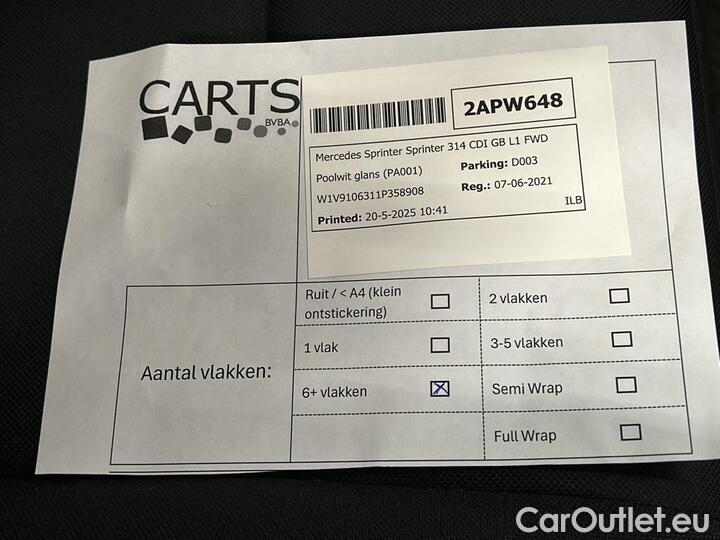 CARTS
BVBA.
2APW648
Mercedes Sprinter Sprinter 314 CDI GB L1 FWD
Poolwit glans (PA001) Parking: D003
W1V9106311P358908 Reg.: 07-06-2021
Printed: 20-5-2025 10:41 ILB
Aantal vlakken:
Ruit / < A4 (klein
ontstickering)
2 vlakken
1 vlak
3-5 vlakken
6+ vlakken
Semi Wrap
Full Wrap
CarOutlet.eu